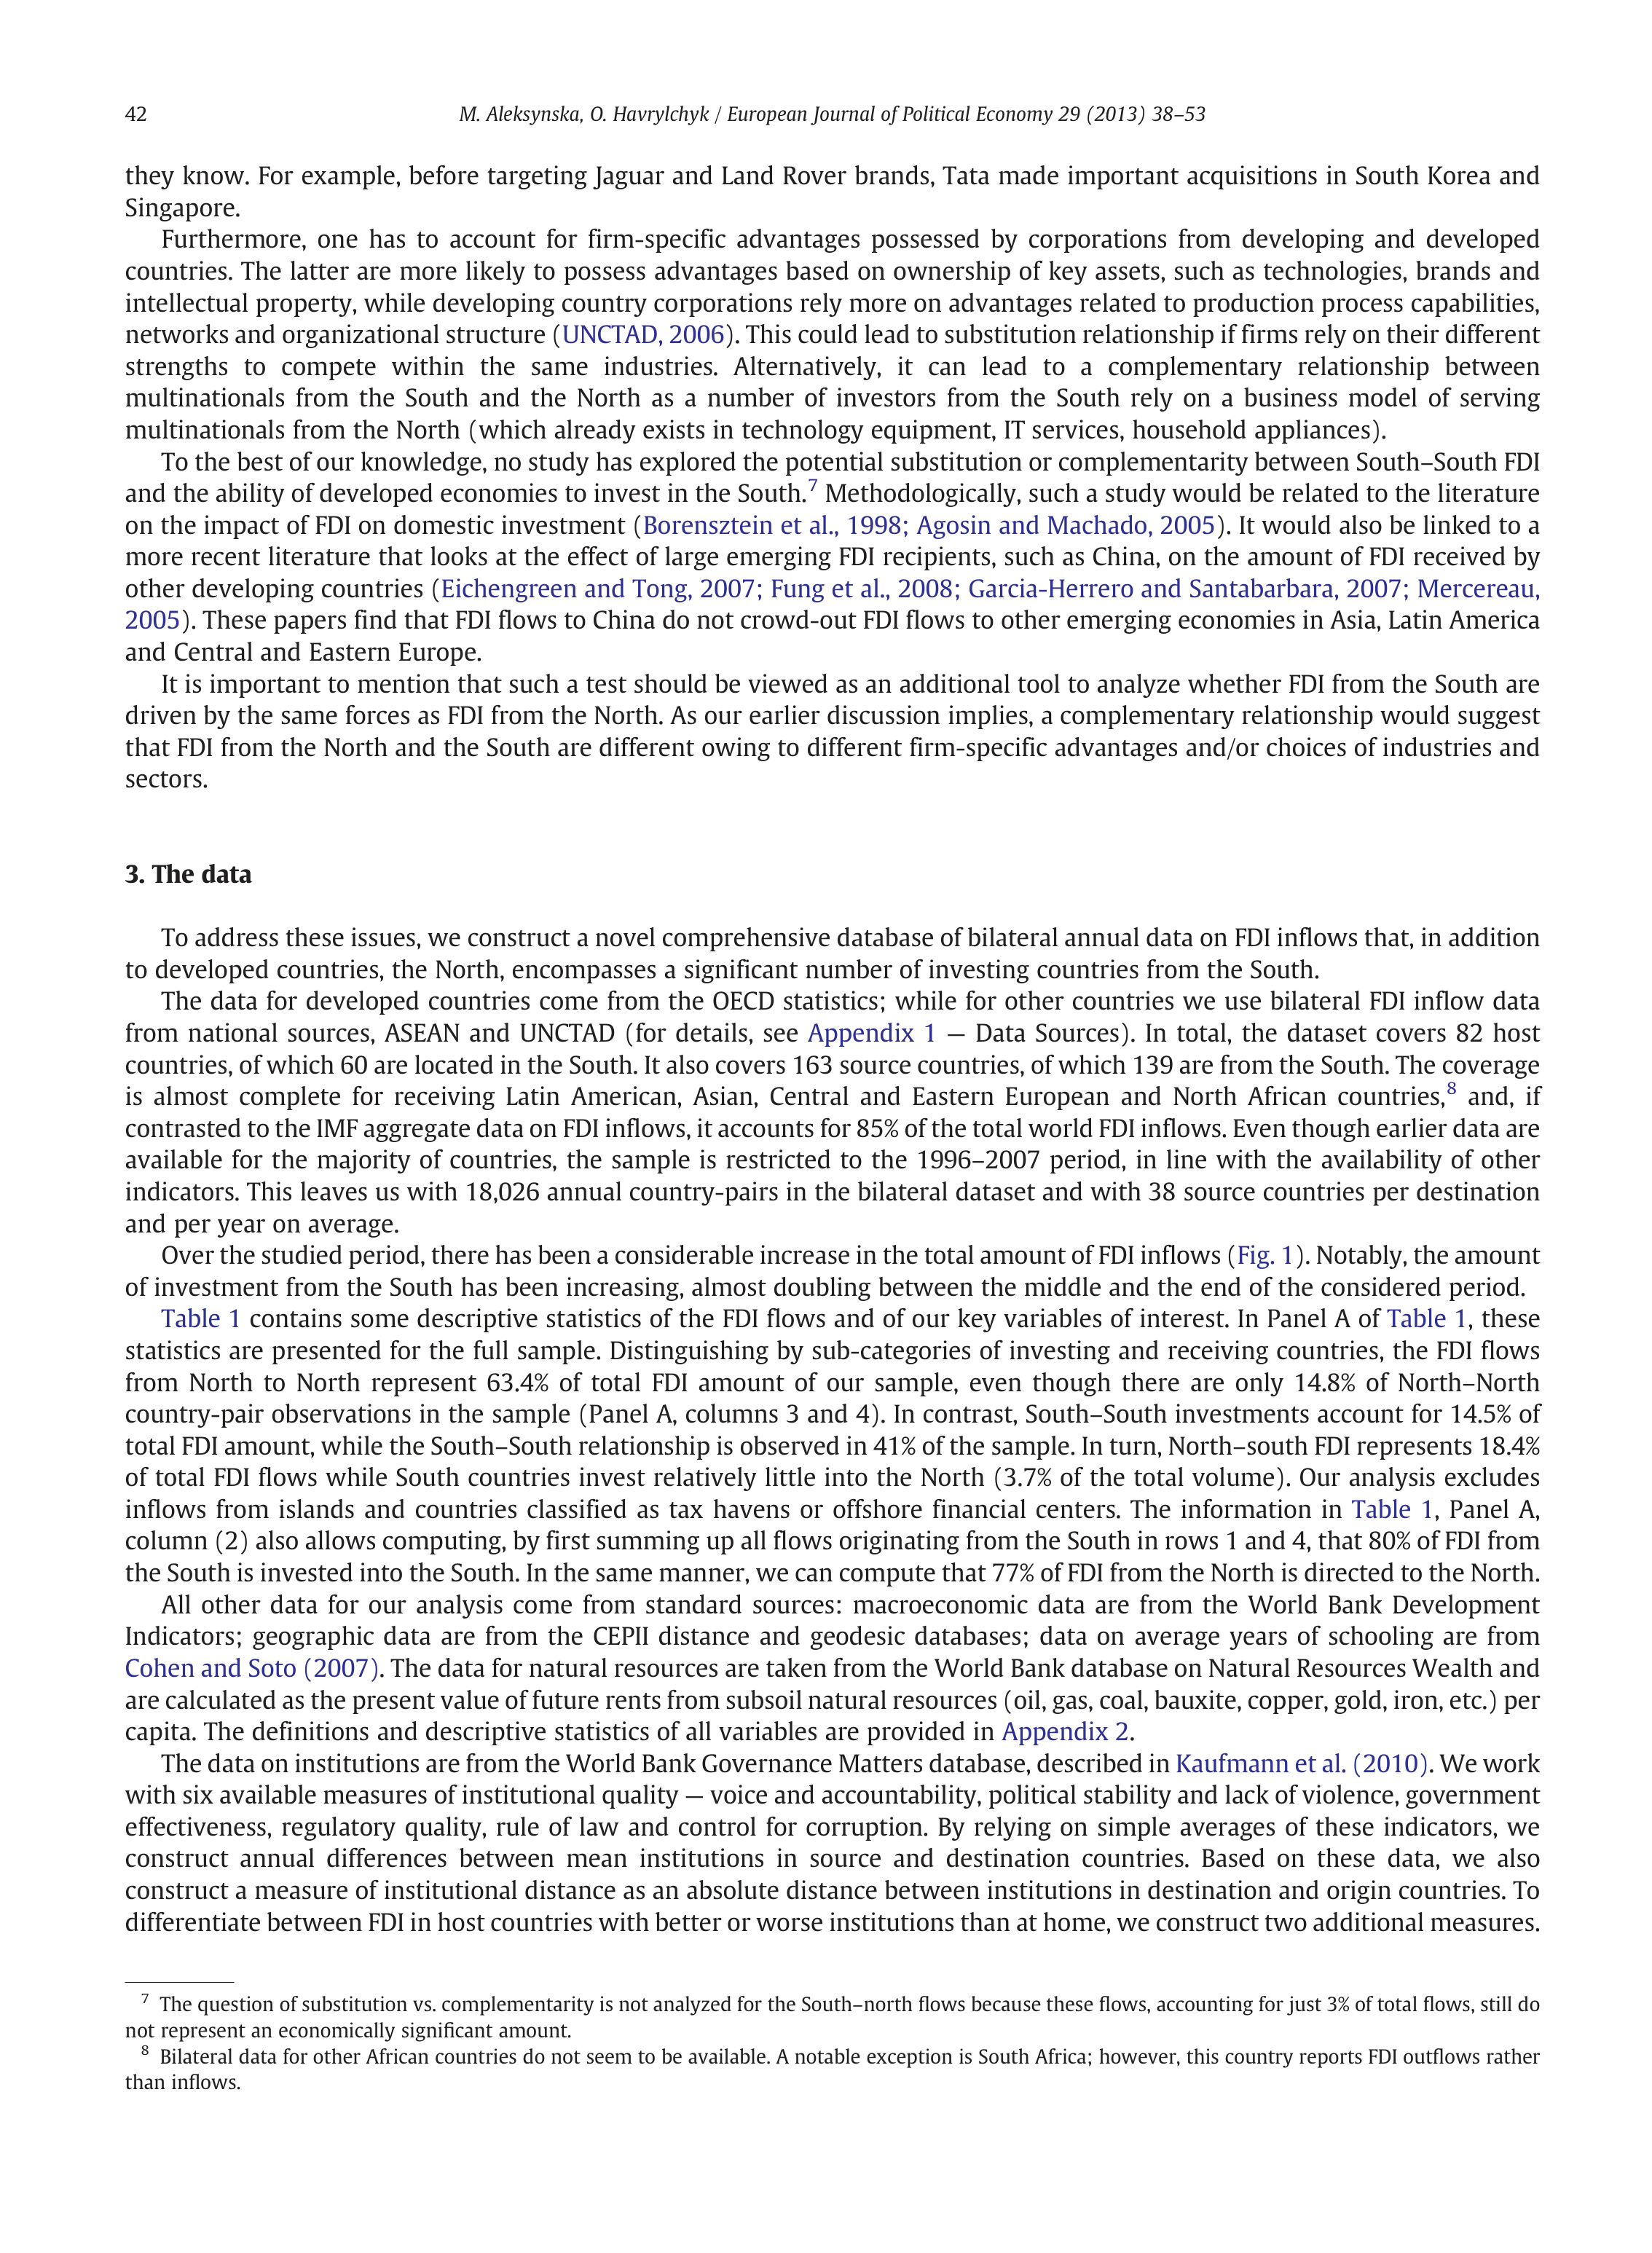 42
M. Aleksynska, O. Havrylchyk / European Journal of Political Economy 29 (2013) 38–53
they know. For example, before targeting Jaguar and Land Rover brands, Tata made important acquisitions in South Korea and
Singapore.
Furthermore, one has to account for firm-specific advantages possessed by corporations from developing and developed
countries. The latter are more likely to possess advantages based on ownership of key assets, such as technologies, brands and
intellectual property, while developing country corporations rely more on advantages related to production process capabilities,
networks and organizational structure (UNCTAD, 2006). This could lead to substitution relationship if firms rely on their different
strengths to compete within the same industries. Alternatively, it can lead to a complementary relationship between
multinationals from the South and the North as a number of investors from the South rely on a business model of serving
multinationals from the North (which already exists in technology equipment, IT services, household appliances).
To the best of our knowledge, no study has explored the potential substitution or complementarity between South–South FDI
and the ability of developed economies to invest in the South.7 Methodologically, such a study would be related to the literature
on the impact of FDI on domestic investment (Borensztein et al., 1998; Agosin and Machado, 2005). It would also be linked to a
more recent literature that looks at the effect of large emerging FDI recipients, such as China, on the amount of FDI received by
other developing countries (Eichengreen and Tong, 2007; Fung et al., 2008; Garcia-Herrero and Santabarbara, 2007; Mercereau,
2005). These papers find that FDI flows to China do not crowd-out FDI flows to other emerging economies in Asia, Latin America
and Central and Eastern Europe.
It is important to mention that such a test should be viewed as an additional tool to analyze whether FDI from the South are
driven by the same forces as FDI from the North. As our earlier discussion implies, a complementary relationship would suggest
that FDI from the North and the South are different owing to different firm-specific advantages and/or choices of industries and
sectors.
3. The data
To address these issues, we construct a novel comprehensive database of bilateral annual data on FDI inflows that, in addition
to developed countries, the North, encompasses a significant number of investing countries from the South.
The data for developed countries come from the OECD statistics; while for other countries we use bilateral FDI inflow data
from national sources, ASEAN and UNCTAD (for details, see Appendix 1 — Data Sources). In total, the dataset covers 82 host
countries, of which 60 are located in the South. It also covers 163 source countries, of which 139 are from the South. The coverage
is almost complete for receiving Latin American, Asian, Central and Eastern European and North African countries,8 and, if
contrasted to the IMF aggregate data on FDI inflows, it accounts for 85% of the total world FDI inflows. Even though earlier data are
available for the majority of countries, the sample is restricted to the 1996–2007 period, in line with the availability of other
indicators. This leaves us with 18,026 annual country-pairs in the bilateral dataset and with 38 source countries per destination
and per year on average.
Over the studied period, there has been a considerable increase in the total amount of FDI inflows (Fig. 1). Notably, the amount
of investment from the South has been increasing, almost doubling between the middle and the end of the considered period.
Table 1 contains some descriptive statistics of the FDI flows and of our key variables of interest. In Panel A of Table 1, these
statistics are presented for the full sample. Distinguishing by sub-categories of investing and receiving countries, the FDI flows
from North to North represent 63.4% of total FDI amount of our sample, even though there are only 14.8% of North–North
country-pair observations in the sample (Panel A, columns 3 and 4). In contrast, South–South investments account for 14.5% of
total FDI amount, while the South–South relationship is observed in 41% of the sample. In turn, North–south FDI represents 18.4%
of total FDI flows while South countries invest relatively little into the North (3.7% of the total volume). Our analysis excludes
inflows from islands and countries classified as tax havens or offshore financial centers. The information in Table 1, Panel A,
column (2) also allows computing, by first summing up all flows originating from the South in rows 1 and 4, that 80% of FDI from
the South is invested into the South. In the same manner, we can compute that 77% of FDI from the North is directed to the North.
All other data for our analysis come from standard sources: macroeconomic data are from the World Bank Development
Indicators; geographic data are from the CEPII distance and geodesic databases; data on average years of schooling are from
Cohen and Soto (2007). The data for natural resources are taken from the World Bank database on Natural Resources Wealth and
are calculated as the present value of future rents from subsoil natural resources (oil, gas, coal, bauxite, copper, gold, iron, etc.) per
capita. The definitions and descriptive statistics of all variables are provided in Appendix 2.
The data on institutions are from the World Bank Governance Matters database, described in Kaufmann et al. (2010). We work
with six available measures of institutional quality — voice and accountability, political stability and lack of violence, government
effectiveness, regulatory quality, rule of law and control for corruption. By relying on simple averages of these indicators, we
construct annual differences between mean institutions in source and destination countries. Based on these data, we also
construct a measure of institutional distance as an absolute distance between institutions in destination and origin countries. To
differentiate between FDI in host countries with better or worse institutions than at home, we construct two additional measures.
7 The question of substitution vs. complementarity is not analyzed for the South–north flows because these flows, accounting for just 3% of total flows, still do
not represent an economically significant amount.
8 Bilateral data for other African countries do not seem to be available. A notable exception is South Africa; however, this country reports FDI outflows rather
than inflows.